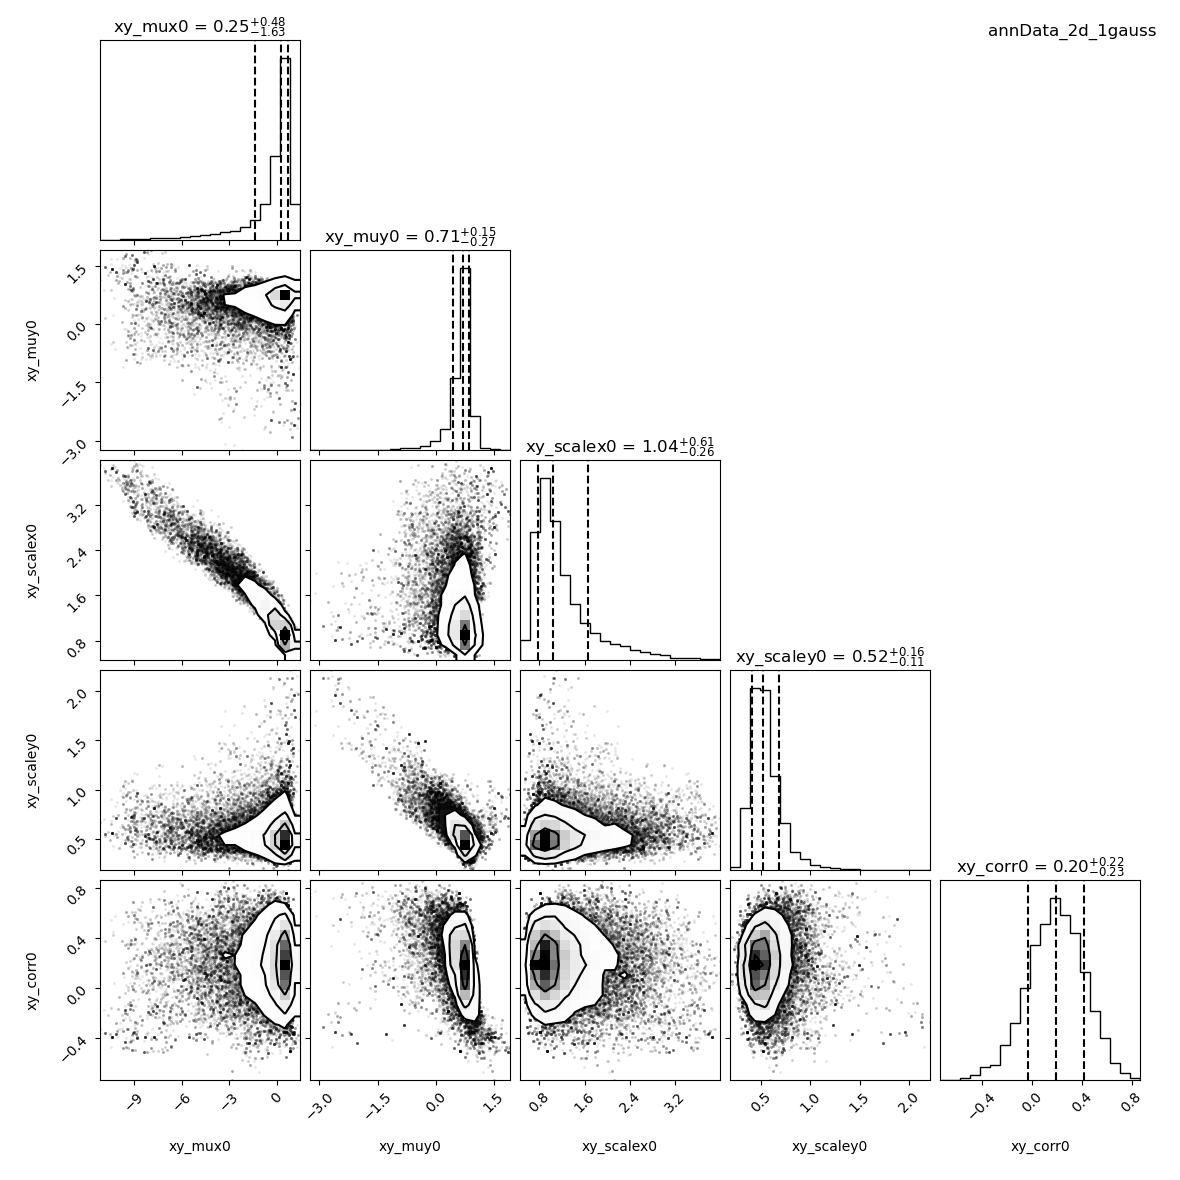 xy_mux0 = 0.25+0.48−1.63
annData_2d_1gauss
xy_muy0 = 0.71+0.15−0.27
1.5
0.0
−1.5
−3.0
xy_muy0
xy_scalex0 = 1.04+0.61−0.26
3.2
2.4
1.6
0.8
xy_scalex0
xy_scaley0 = 0.52+0.16−0.11
2.0
1.5
1.0
0.5
xy_scaley0
xy_corr0 = 0.20+0.22−0.23
0.8
0.4
0.0
−0.4
xy_corr0
−9 −6 −3 0
−3.0 −1.5 0.0 1.5
0.8 1.6 2.4 3.2
0.5 1.0 1.5 2.0
−0.4 0.0 0.4 0.8
xy_mux0 xy_muy0 xy_scalex0 xy_scaley0 xy_corr0